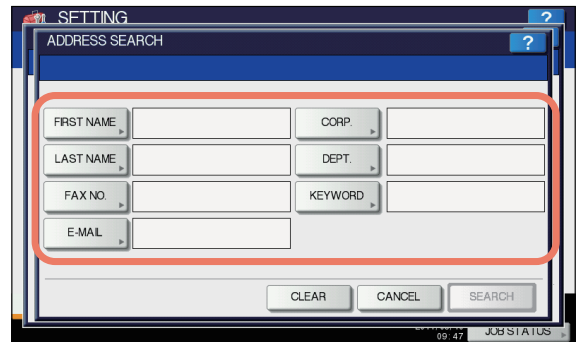 SETTING ?
ADDRESS SEARCH ?
FIRST NAME CORP.
LAST NAME DEPT.
FAX NO. KEYWORD
E-MAIL
CLEAR CANCEL SEARCH
09:47 JOB STATUS